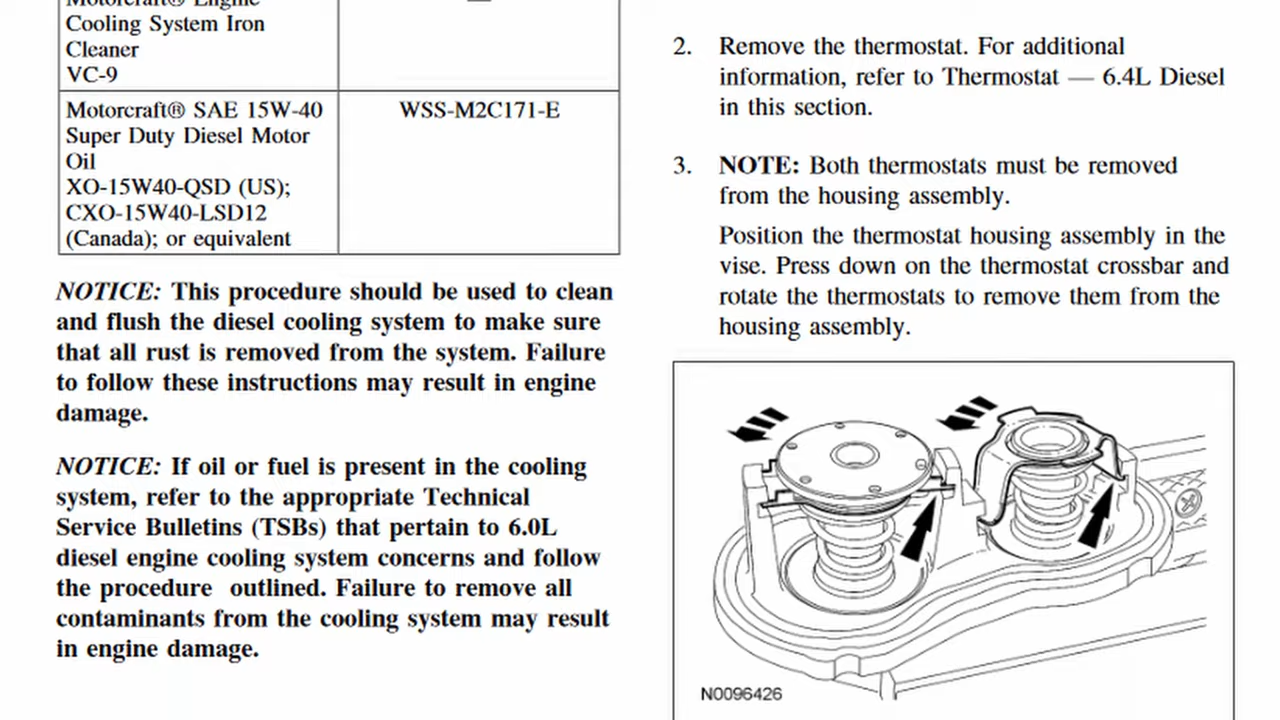 Motorcraft® Engine
Cooling System Iron
Cleaner
VC-9
—
Motorcraft® SAE 15W-40
Super Duty Diesel Motor
Oil
XO-15W40-QSD (US);
CXO-15W40-LSD12
(Canada); or equivalent
WSS-M2C171-E
NOTICE: This procedure should be used to clean
and flush the diesel cooling system to make sure
that all rust is removed from the system. Failure
to follow these instructions may result in engine
damage.
NOTICE: If oil or fuel is present in the cooling
system, refer to the appropriate Technical
Service Bulletins (TSBs) that pertain to 6.0L
diesel engine cooling system concerns and follow
the procedure outlined. Failure to remove all
contaminants from the cooling system may result
in engine damage.
2. Remove the thermostat. For additional
information, refer to Thermostat — 6.4L Diesel
in this section.
3. NOTE: Both thermostats must be removed
from the housing assembly.
Position the thermostat housing assembly in the
vise. Press down on the thermostat crossbar and
rotate the thermostats to remove them from the
housing assembly.
N0096426